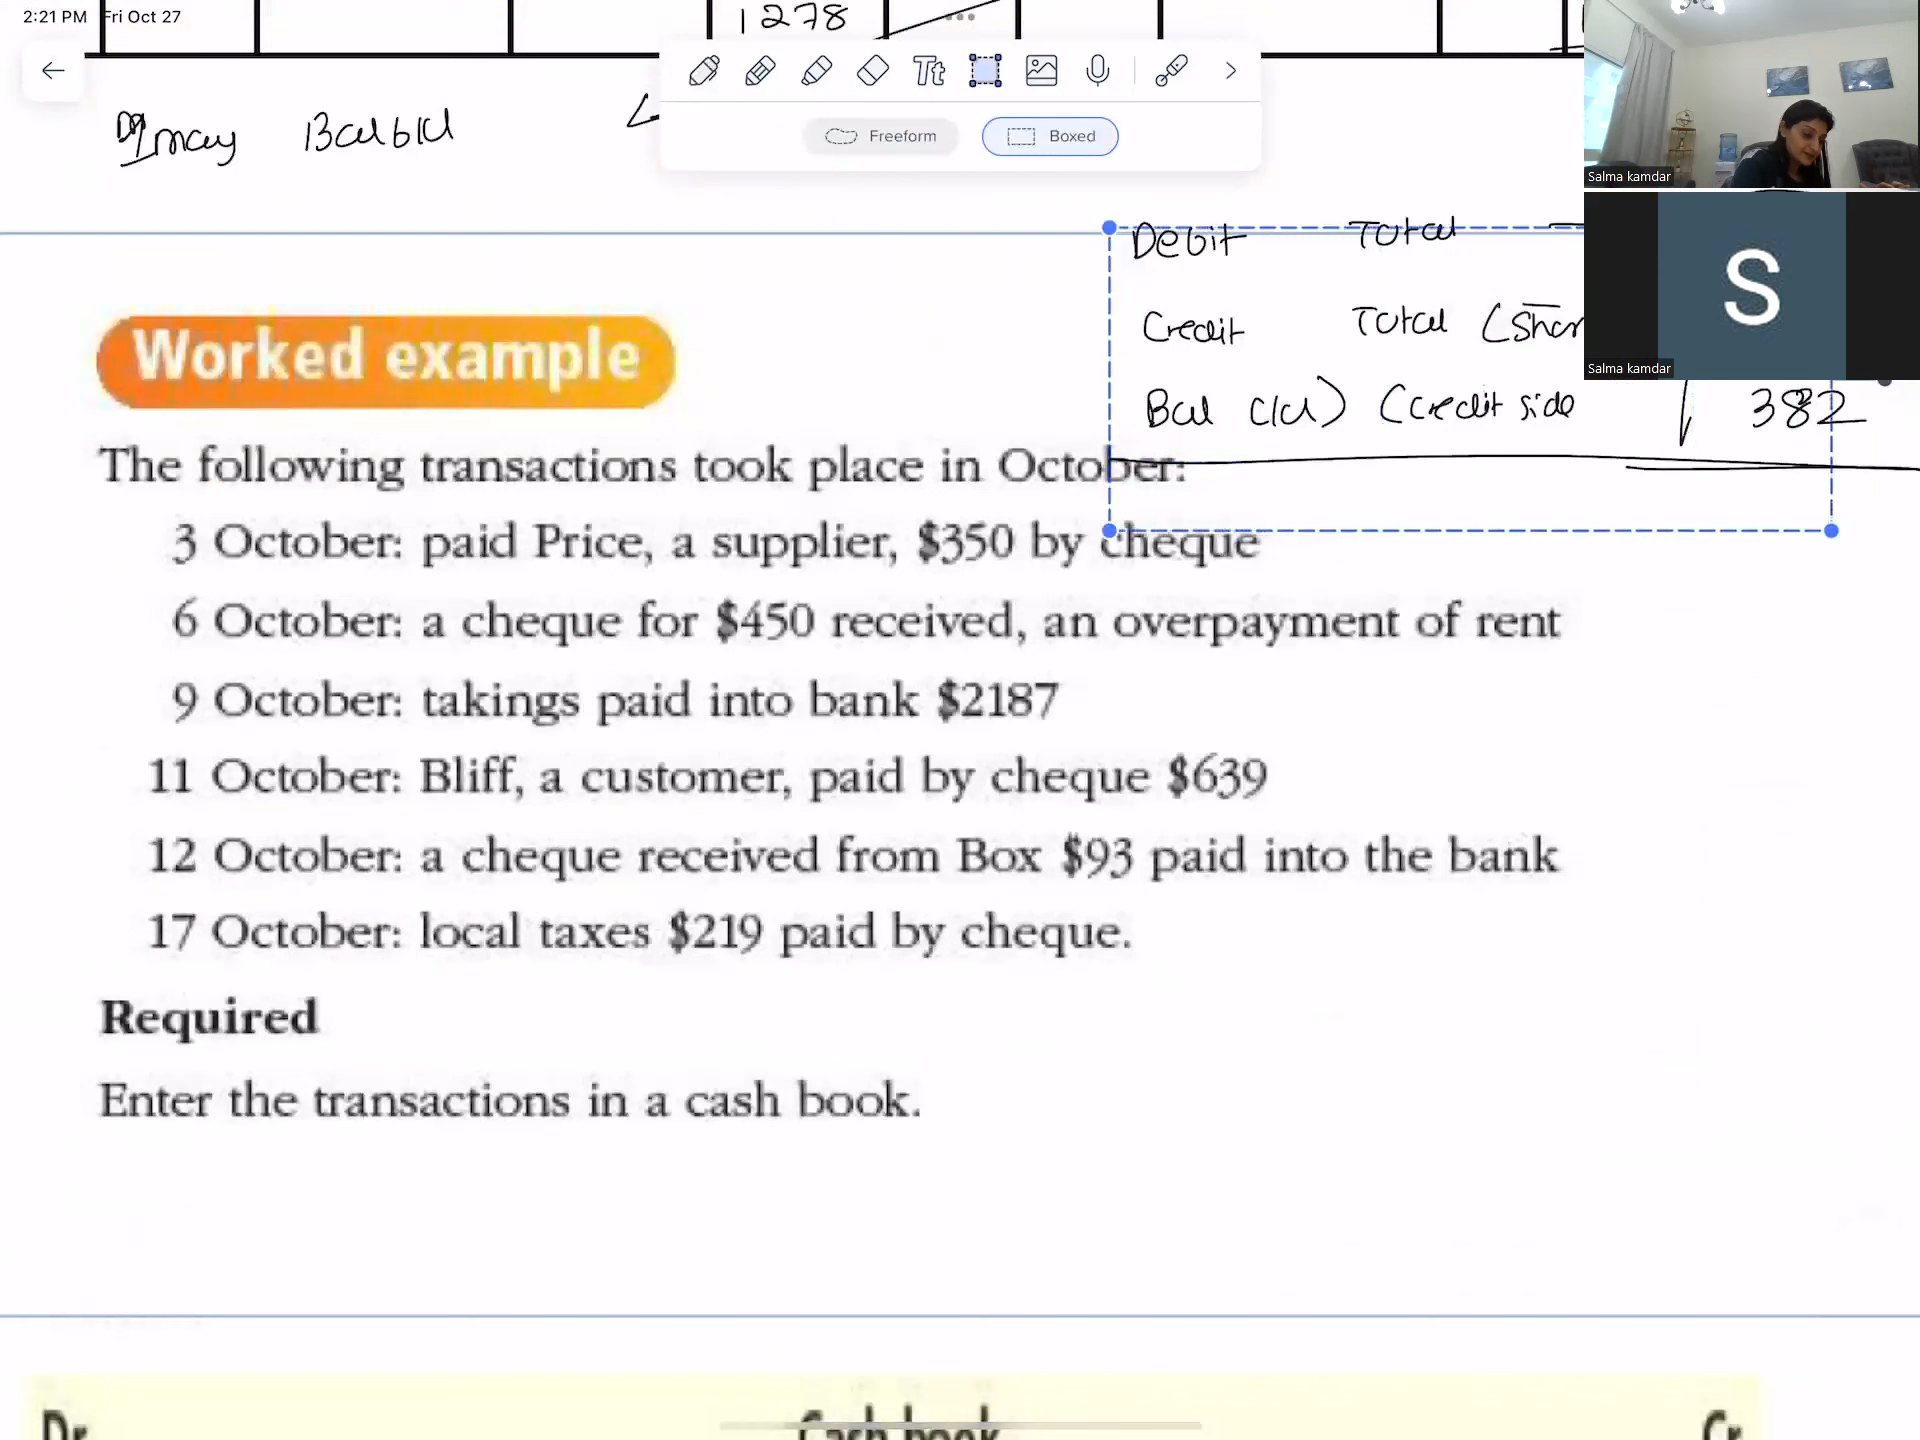 2:21 PM Fri Oct 27
1278
Tt
Freeform
Boxed
may Bal b/d
Salma kamdar
S
Salma kamdar
Debit Total
Credit Total (Shor
Bal c/d) (credit side 382
Worked example
The following transactions took place in October:
3 October: paid Price, a supplier, $350 by cheque
6 October: a cheque for $450 received, an overpayment of rent
9 October: takings paid into bank $2187
11 October: Bliff, a customer, paid by cheque $639
12 October: a cheque received from Box $93 paid into the bank
17 October: local taxes $219 paid by cheque.
Required
Enter the transactions in a cash book.
Dr Cash book Cr